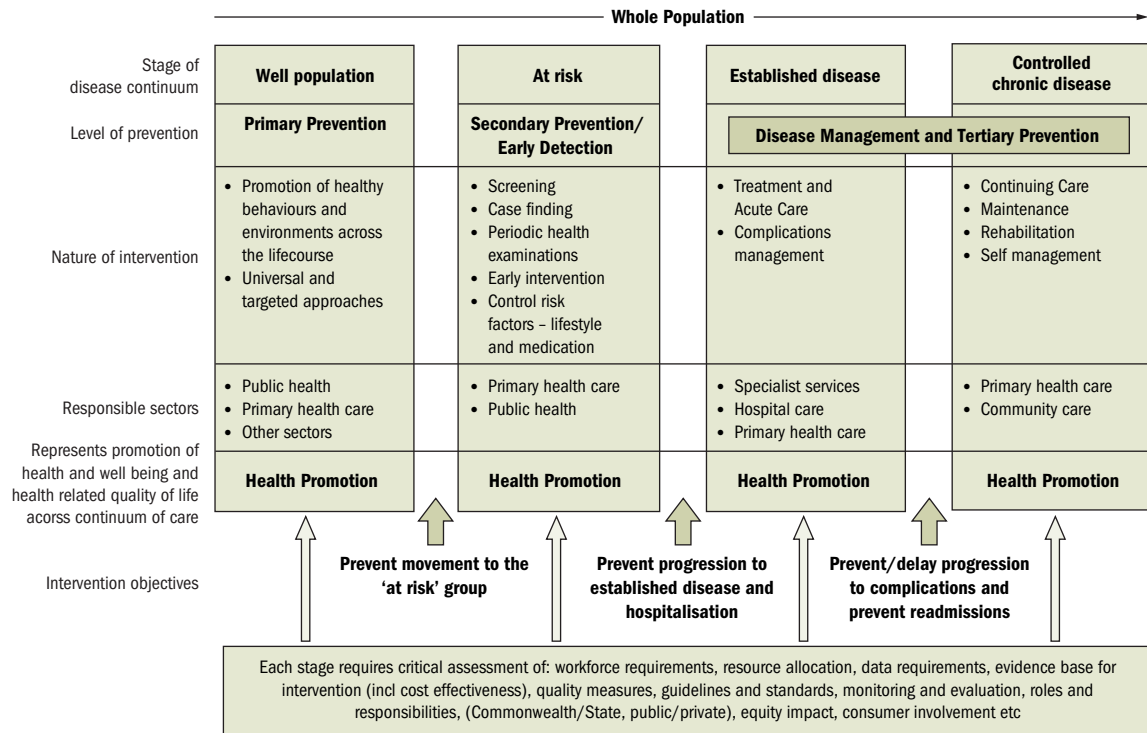 Whole Population
Stage of
disease continuum
Well population
At risk
Established disease
Controlled
chronic disease
Level of prevention
Primary Prevention
Secondary Prevention/
Early Detection
Disease Management and Tertiary Prevention
Nature of intervention
• Promotion of healthy
behaviours and
environments across
the lifecourse
• Universal and
targeted approaches
• Screening
• Case finding
• Periodic health
examinations
• Early intervention
• Control risk
factors – lifestyle
and medication
• Treatment and
Acute Care
• Complications
management
• Continuing Care
• Maintenance
• Rehabilitation
• Self management
Responsible sectors
• Public health
• Primary health care
• Other sectors
• Primary health care
• Public health
• Specialist services
• Hospital care
• Primary health care
• Primary health care
• Community care
Represents promotion of
health and well being and
health related quality of life
acorss continuum of care
Health Promotion
Health Promotion
Health Promotion
Health Promotion
Intervention objectives
Prevent movement to the
‘at risk’ group
Prevent progression to
established disease and
hospitalisation
Prevent/delay progression
to complications and
prevent readmissions
Each stage requires critical assessment of: workforce requirements, resource allocation, data requirements, evidence base for
intervention (incl cost effectiveness), quality measures, guidelines and standards, monitoring and evaluation, roles and
responsibilities, (Commonwealth/State, public/private), equity impact, consumer involvement etc